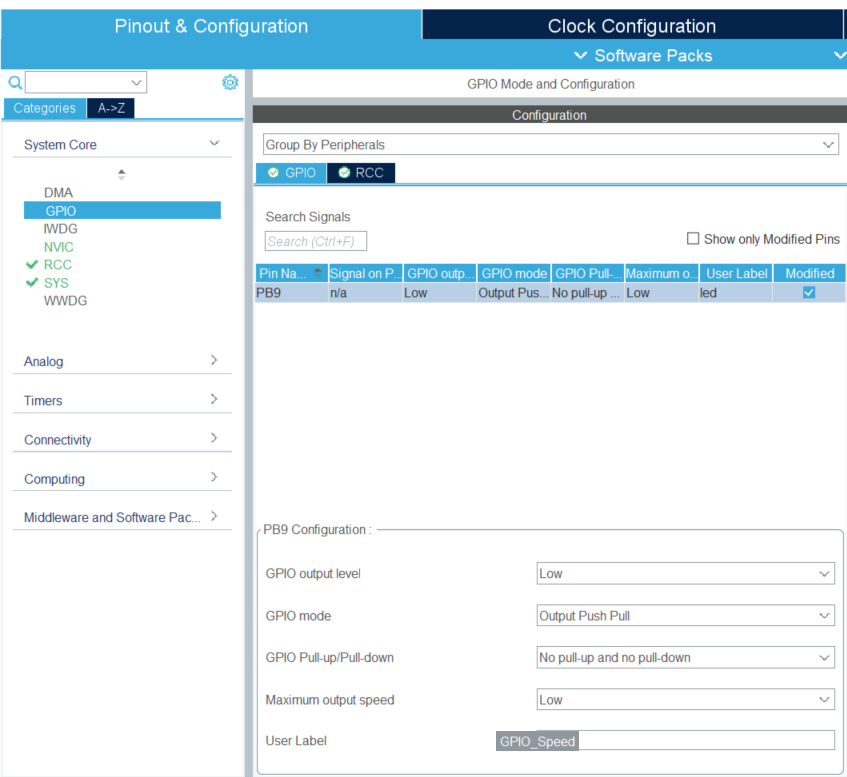 Pinout & Configuration
Clock Configuration
Software Packs
GPIO Mode and Configuration
Categories
A->Z
Configuration
System Core
Group By Peripherals
GPIO
RCC
DMA
GPIO
IWDG
NVIC
RCC
SYS
WWDG
Search Signals
Search (Ctrl+F)
Show only Modified Pins
Pin Na... Signal on P... GPIO outp... GPIO mode GPIO Pull-... Maximum o... User Label Modified
PB9 n/a Low Output Pus... No pull-up ... Low led
Analog
Timers
Connectivity
Computing
Middleware and Software Pac...
PB9 Configuration :
GPIO output level Low
GPIO mode Output Push Pull
GPIO Pull-up/Pull-down No pull-up and no pull-down
Maximum output speed Low
User Label GPIO_Speed